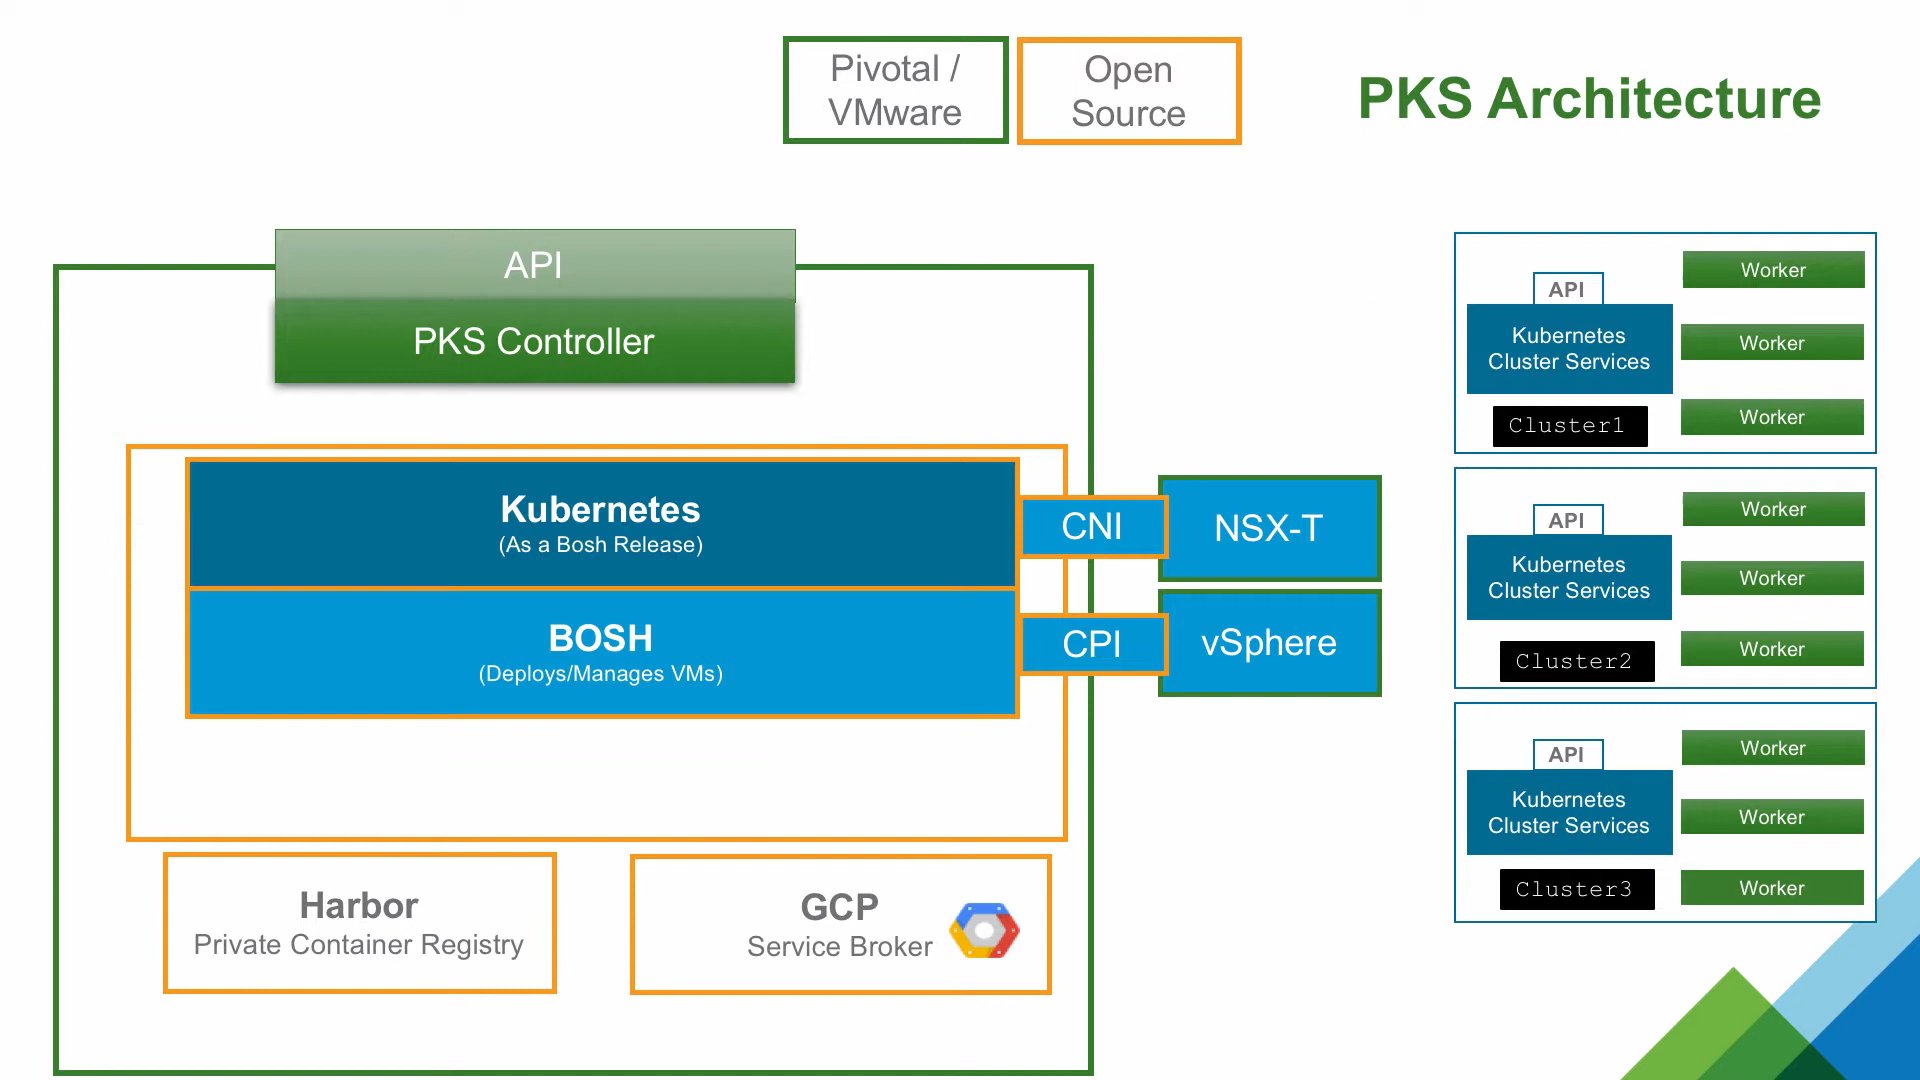 Pivotal /
VMware
Open
Source
PKS Architecture
API
PKS Controller
Kubernetes
(As a Bosh Release)
BOSH
(Deploys/Manages VMs)
CNI
NSX-T
CPI
vSphere
Harbor
Private Container Registry
GCP
Service Broker
API
Kubernetes
Cluster Services
Cluster1
Worker
Worker
Worker
API
Kubernetes
Cluster Services
Cluster2
Worker
Worker
Worker
API
Kubernetes
Cluster Services
Cluster3
Worker
Worker
Worker